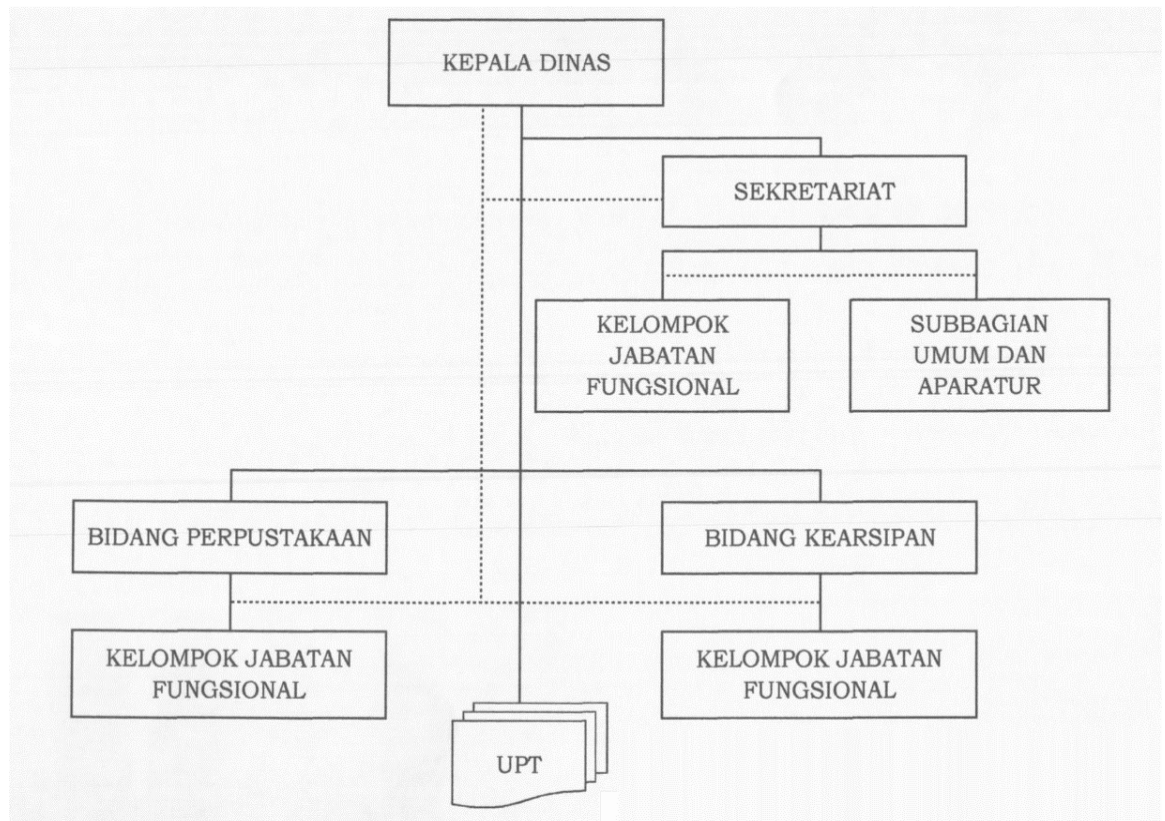 KEPALA DINAS
SEKRETARIAT
KELOMPOK
JABATAN
FUNGSIONAL
SUBBAGIAN
UMUM DAN
APARATUR
BIDANG PERPUSTAKAAN
BIDANG KEARSIPAN
KELOMPOK JABATAN
FUNGSIONAL
KELOMPOK JABATAN
FUNGSIONAL
UPT